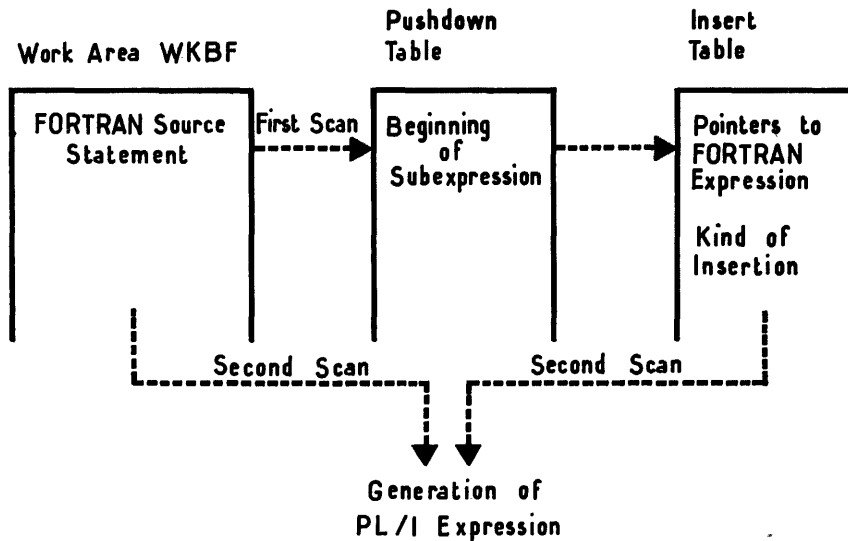 Work Area WKBF
Pushdown
Table
Insert
Table
FORTRAN Source
Statement
First Scan
Beginning
of
Subexpression
Pointers to
FORTRAN
Expression
Kind of
Insertion
Second Scan
Second Scan
Generation of
PL/I Expression